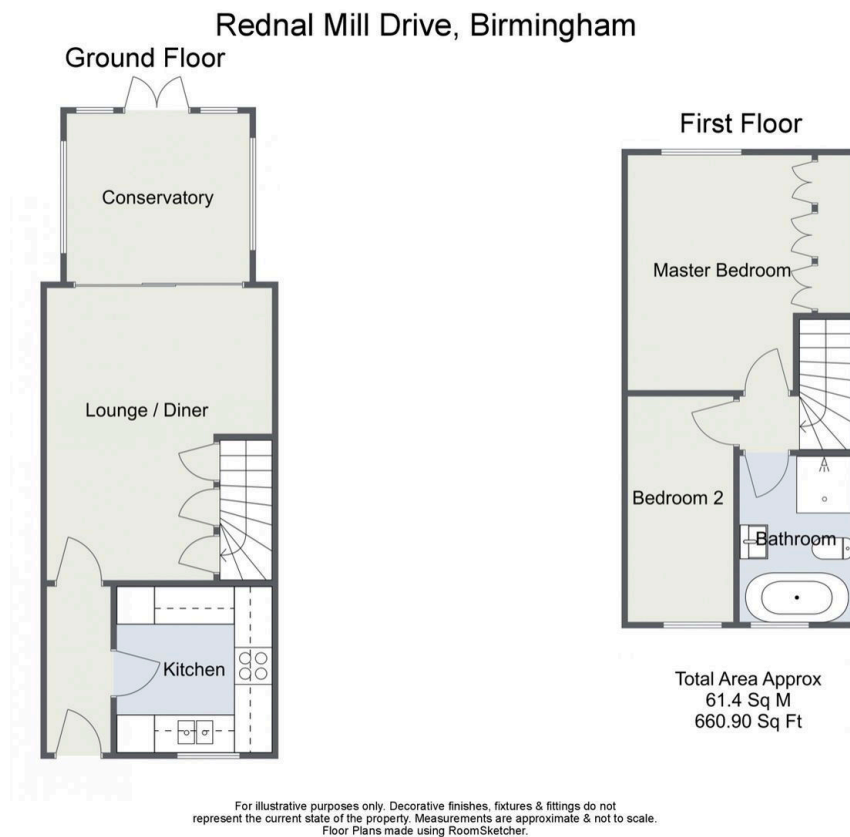 Rednal Mill Drive, Birmingham
Ground Floor
First Floor
Conservatory
Master Bedroom
Lounge / Diner
Bedroom 2
Bathroom
Kitchen
Total Area Approx
61.4 Sq M
660.90 Sq Ft
For illustrative purposes only. Decorative finishes, fixtures & fittings do not
represent the current state of the property. Measurements are approximate & not to scale.
Floor Plans made using RoomSketcher.